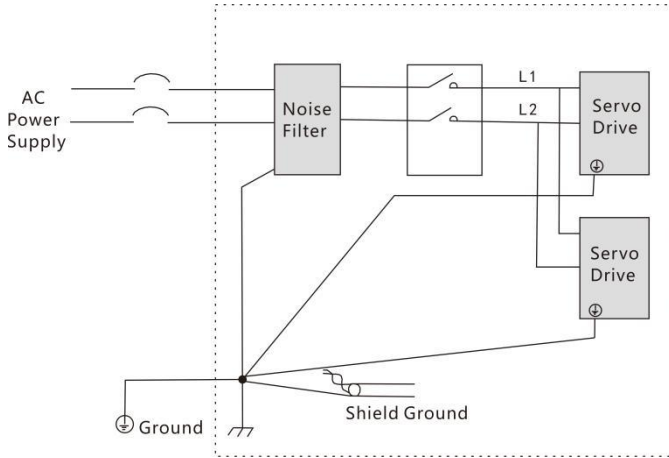 AC
Power
Supply
Noise
Filter
L1
L2
Servo
Drive
Servo
Drive
Ground
Shield Ground